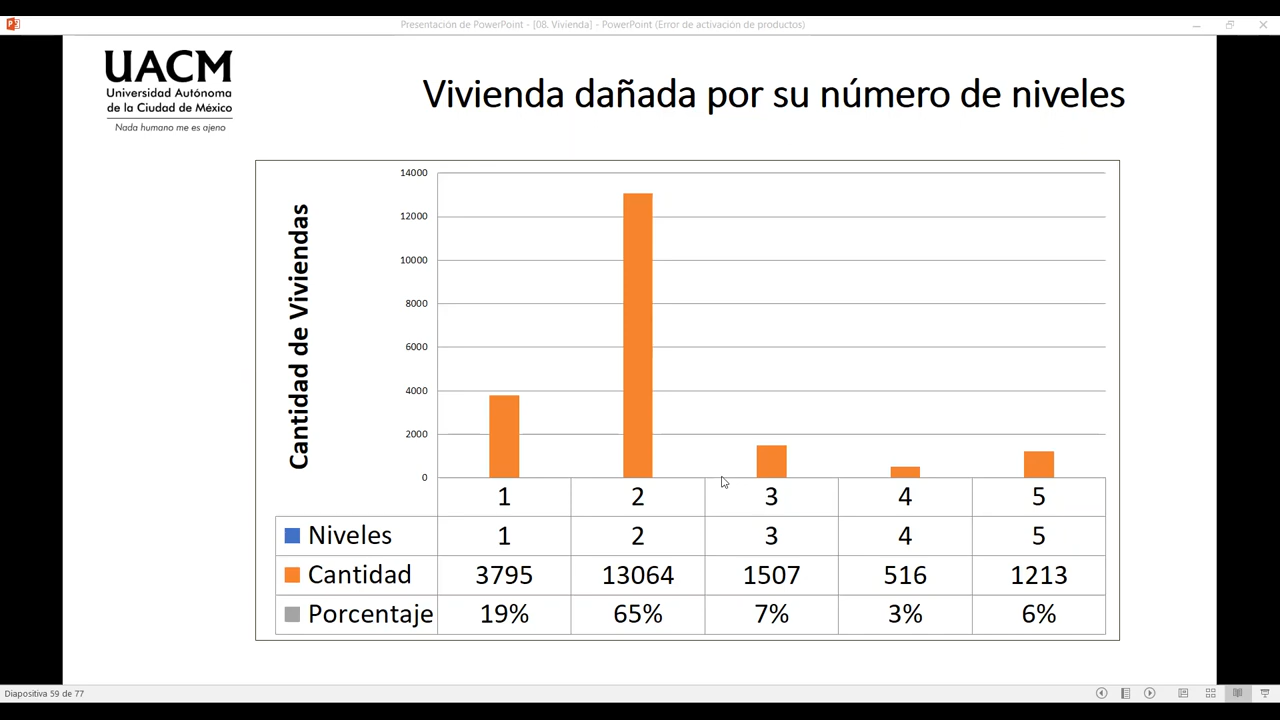 Presentación de PowerPoint - [08. Vivienda] - PowerPoint (Error de activación de productos)
UACM
Universidad Autónoma
de la Ciudad de México
Nada humano me es ajeno
Vivienda dañada por su número de niveles
Cantidad de Viviendas
14000
12000
10000
8000
6000
4000
2000
0
1 2 3 4 5
Niveles 1 2 3 4 5
Cantidad 3795 13064 1507 516 1213
Porcentaje 19% 65% 7% 3% 6%
Diapositiva 59 de 77